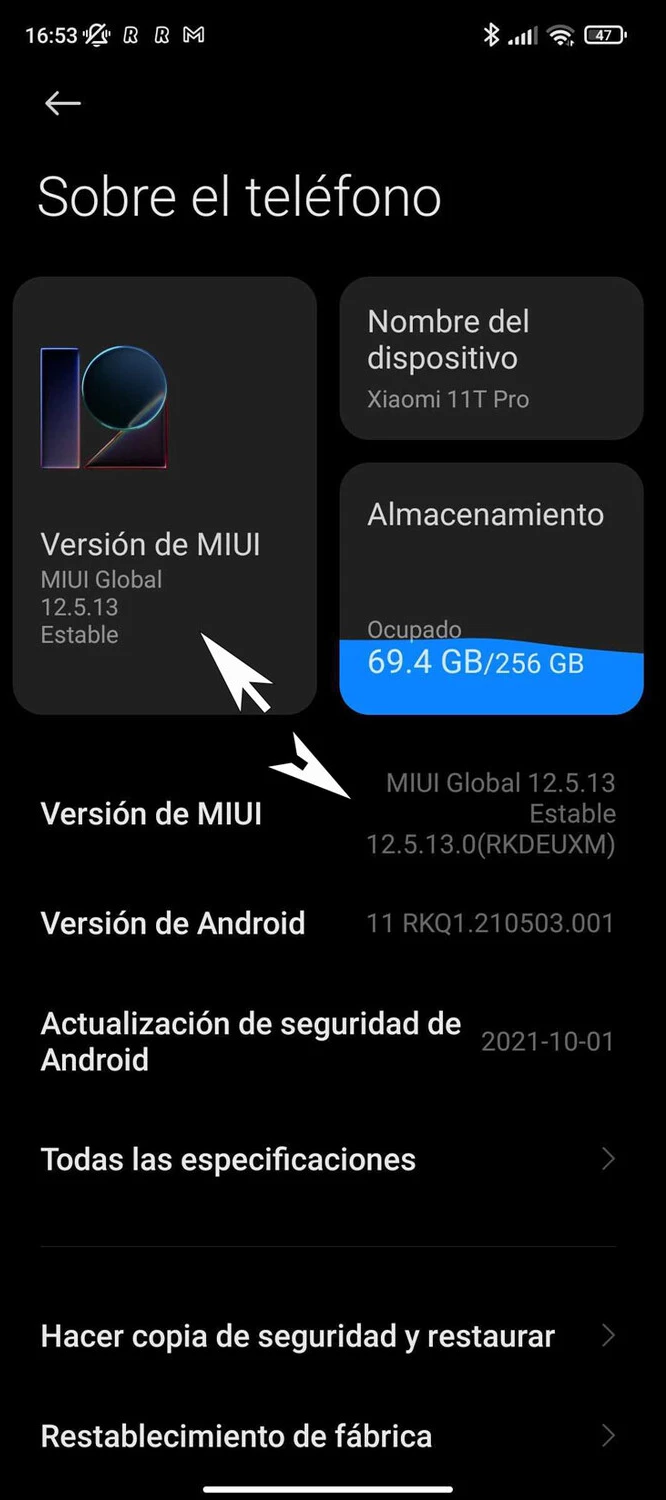 16:53
47
Sobre el teléfono
12
Versión de MIUI
MIUI Global
12.5.13
Estable
Nombre del
dispositivo
Xiaomi 11T Pro
Almacenamiento
Ocupado
69.4 GB/256 GB
Versión de MIUI
MIUI Global 12.5.13
Estable
12.5.13.0(RKDEUXM)
Versión de Android
11 RKQ1.210503.001
Actualización de seguridad de
Android
2021-10-01
Todas las especificaciones
Hacer copia de seguridad y restaurar
Restablecimiento de fábrica